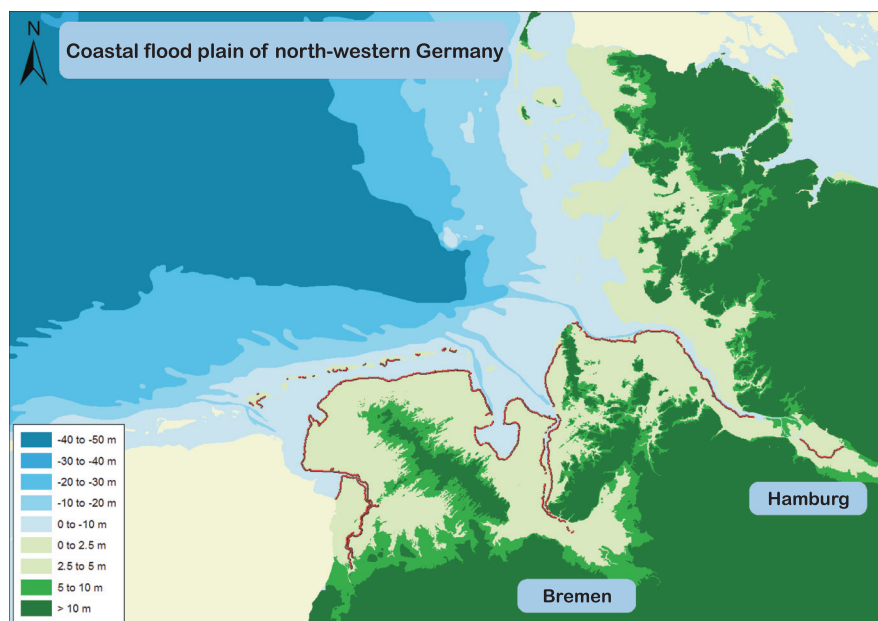 N
Coastal flood plain of north-western Germany
-40 to -50 m
-30 to -40 m
-20 to -30 m
-10 to -20 m
0 to -10 m
0 to 2.5 m
2.5 to 5 m
5 to 10 m
> 10 m
Hamburg
Bremen